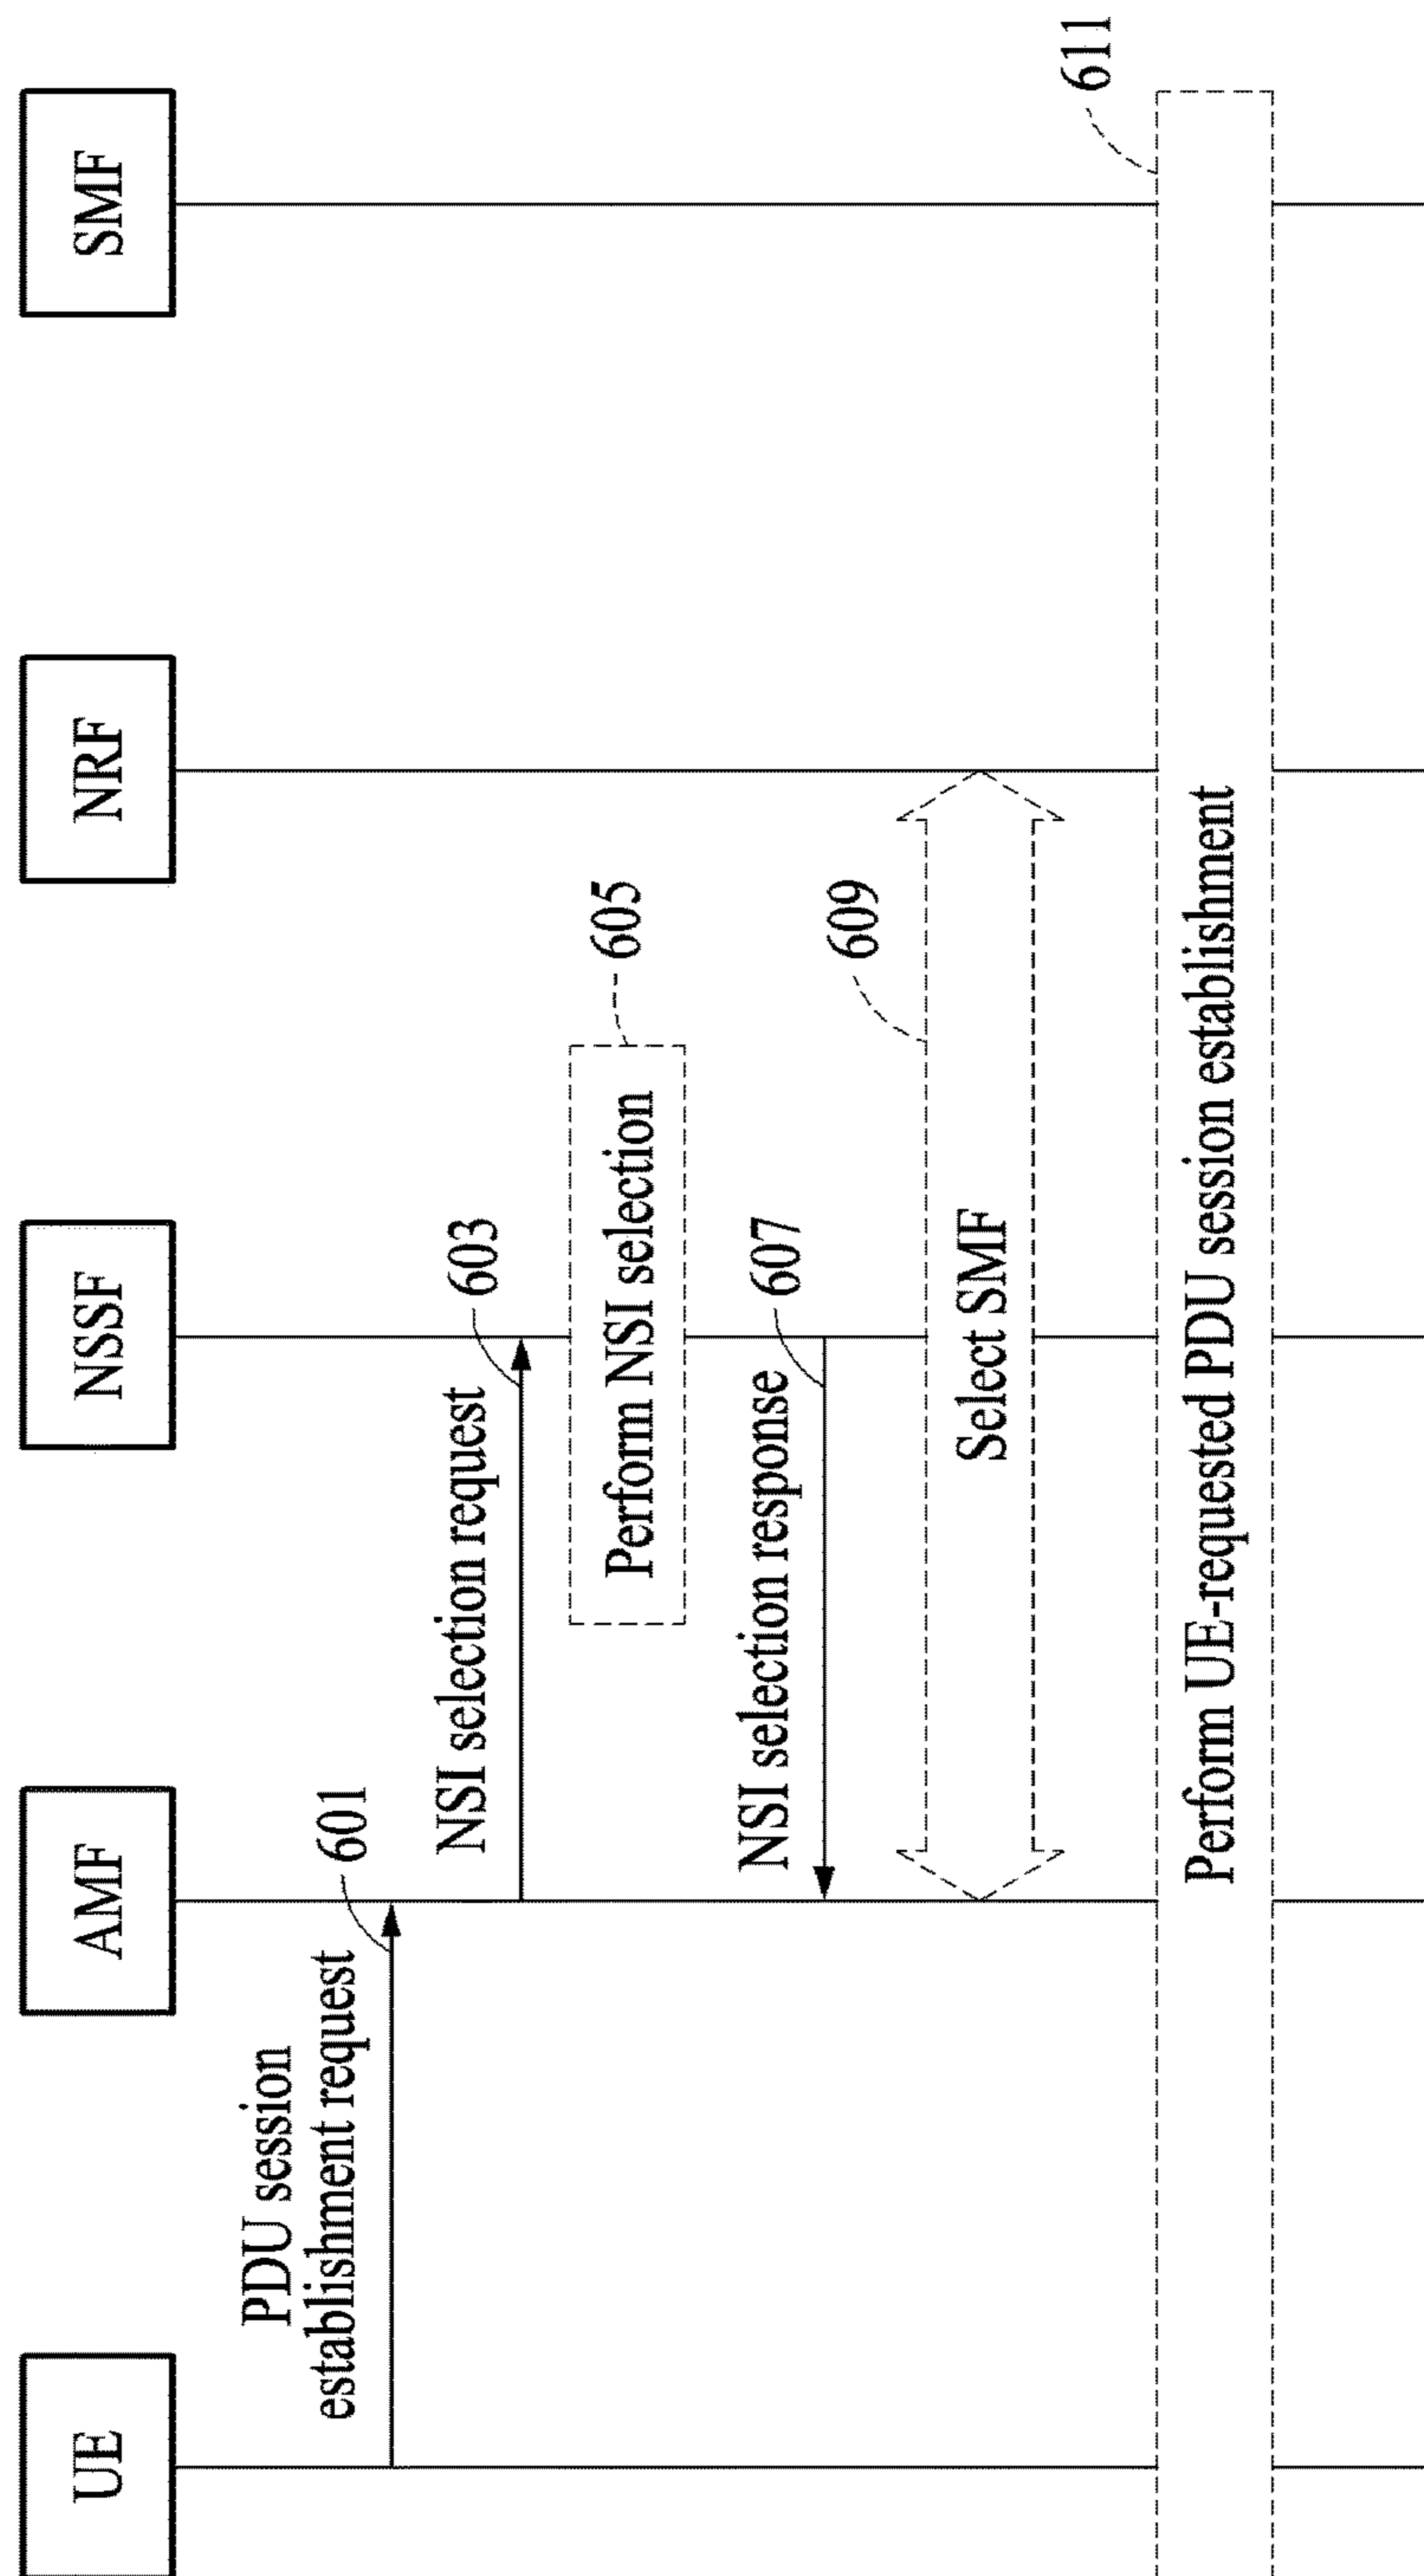 UE
AMF
NSSF
NRF
SMF
PDU session
establishment request
601
NSI selection request
603
Perform NSI selection
605
NSI selection response
607
Select SMF
609
Perform UE-requested PDU session establishment
611